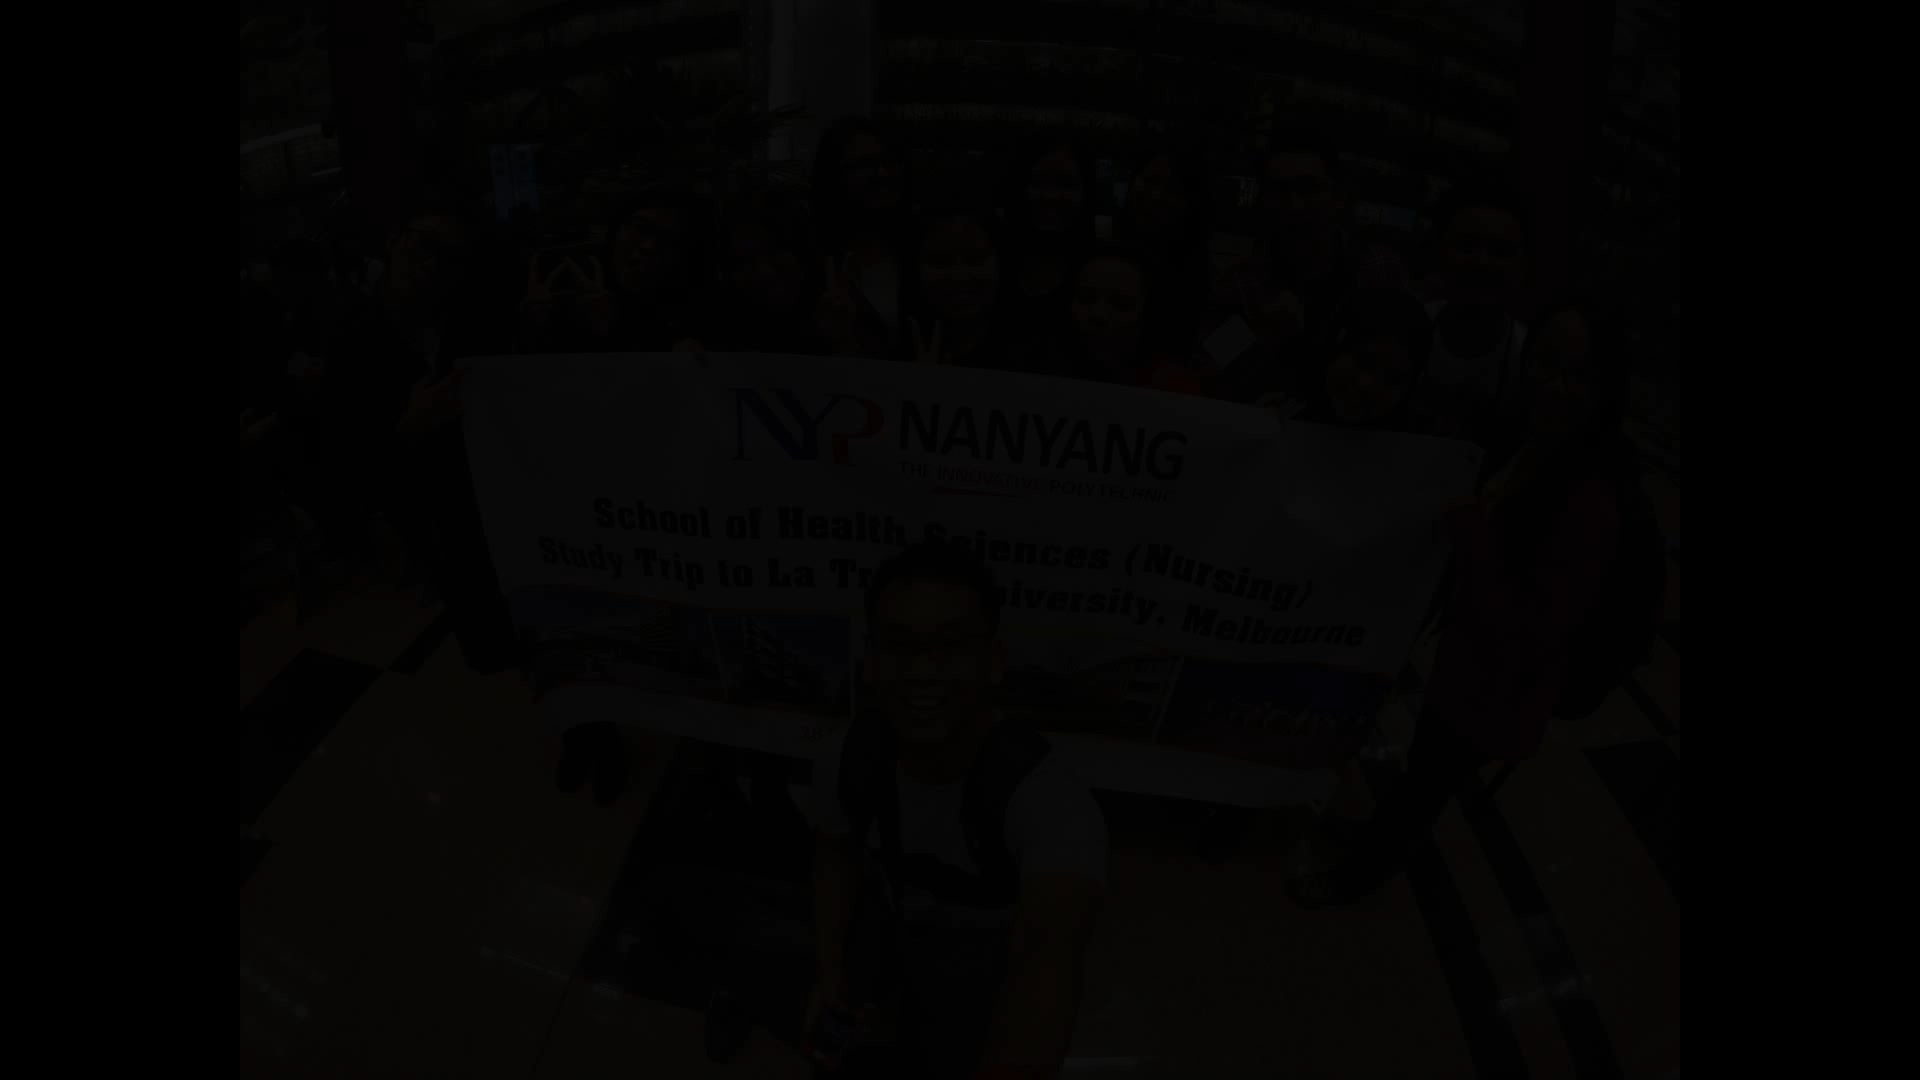 NYP NANYANG
THE INNOVATIVE POLYTECHNIC
School of Health Sciences (Nursing)
Study Trip to La Tr niversity, Melbourne